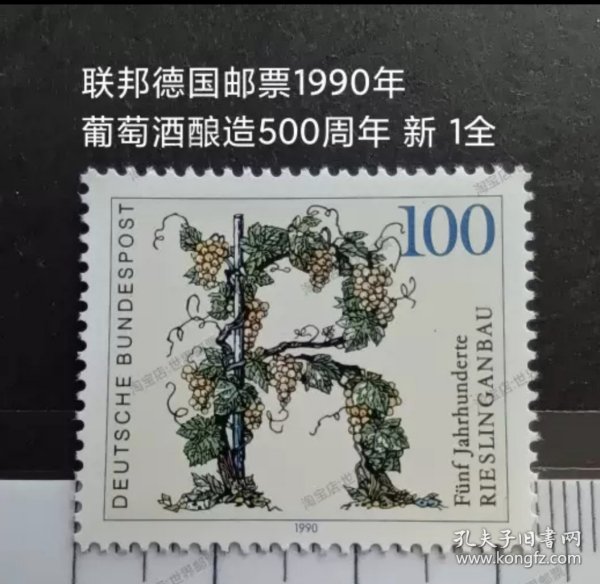 联邦德国邮票1990年
葡萄酒酿造500周年 新 1全
100
DEUTSCHE BUNDESPOST
Fünf Jahrhunderte
RIESLINGANBAU
1990
孔夫子旧书网
www.kongfz.com